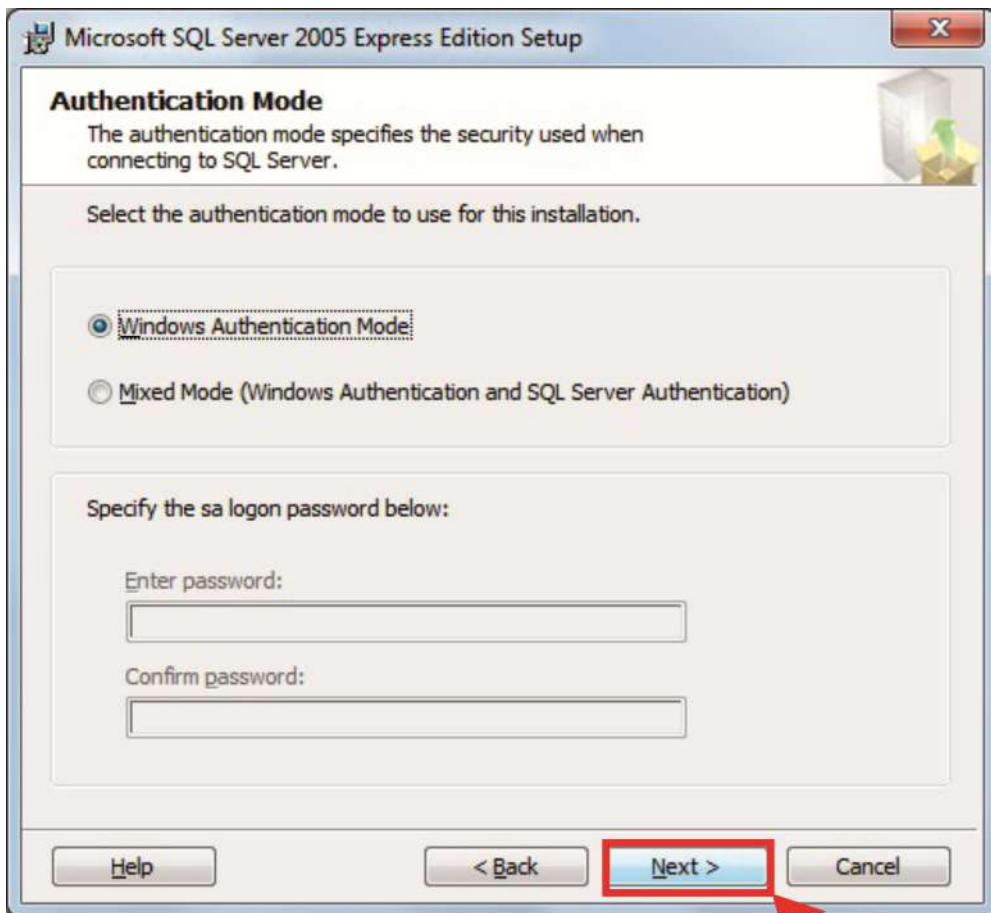 Microsoft SQL Server 2005 Express Edition Setup
Authentication Mode
The authentication mode specifies the security used when
connecting to SQL Server.
Select the authentication mode to use for this installation.
Windows Authentication Mode
Mixed Mode (Windows Authentication and SQL Server Authentication)
Specify the sa logon password below:
Enter password:
Confirm password:
Help
< Back
Next >
Cancel